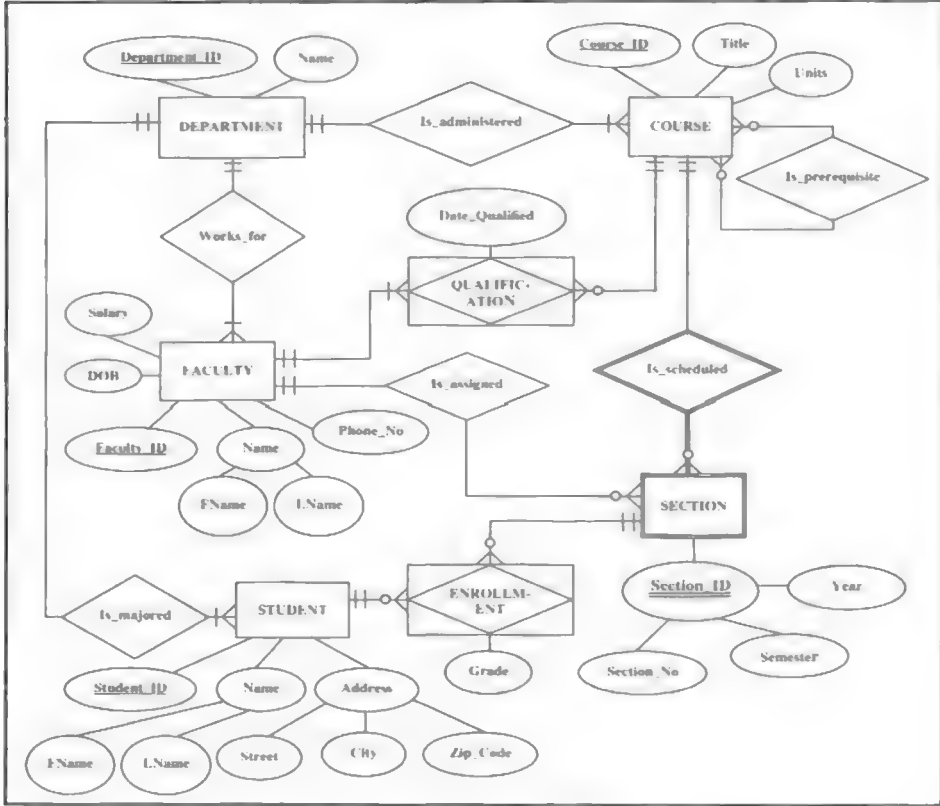 Department_ID
Name
Course_ID
Title
Units
DEPARTMENT
Is_administered
COURSE
Is_prerequisite
Works_for
Date_Qualified
QUALIFIC-
ATION
Salary
DOB
FACULTY
Is_assigned
Is_scheduled
Faculty_ID
Name
Phone_No
FName
LName
SECTION
Is_majored
STUDENT
ENROLLM-
ENT
Section_ID
Year
Section_No
Semester
Grade
Student_ID
Name
Address
FName
LName
Street
City
Zip_Code